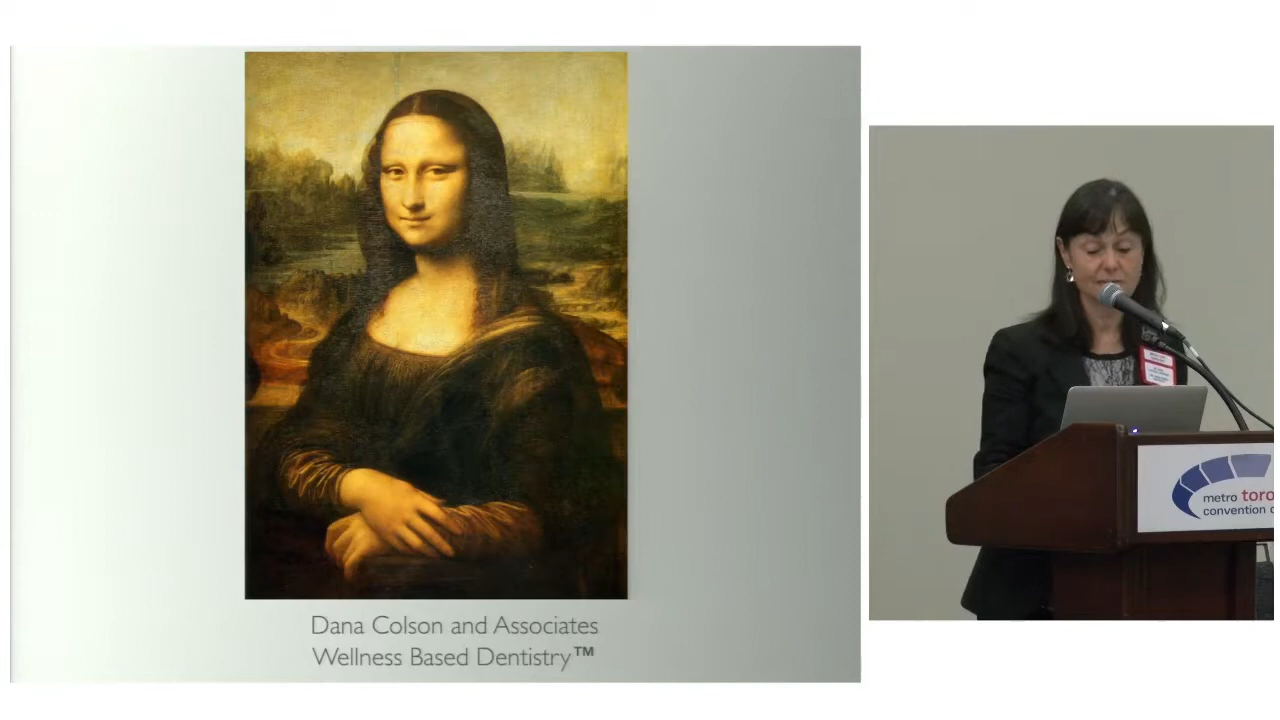 Dana Colson and Associates
Wellness Based Dentistry™
metro toro
convention c